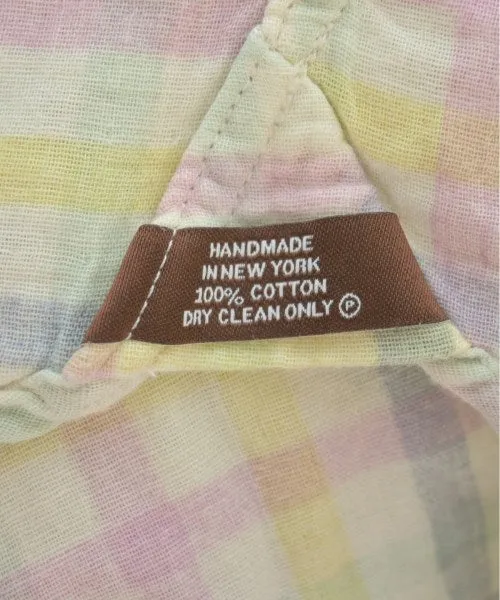 HANDMADE
IN NEW YORK
100% COTTON
DRY CLEAN ONLY Ⓟ